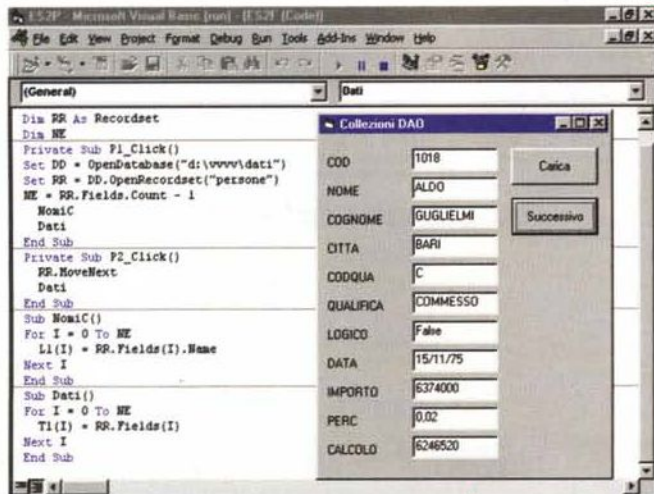 ES2P - Microsoft Visual Basic [run] - [ES2F (Code)]
File Edit View Project Format Debug Run Tools Add-Ins Window Help
(General)
Dati
Dim RR As Recordset
Dim NE
Private Sub P1_Click()
Set DD = OpenDatabase("d:\vvvv\dati")
Set RR = DD.OpenRecordset("persone")
NE = RR.Fields.Count - 1
NomiC
Dati
End Sub
Private Sub P2_Click()
RR.MoveNext
Dati
End Sub
Sub NomiC()
For I = 0 To NE
L1(I) = RR.Fields(I).Name
Next I
End Sub
Sub Dati()
For I = 0 To NE
T1(I) = RR.Fields(I)
Next I
End Sub
Collezioni DAO
COD 1018
NOME ALDO
COGNOME GUGLIELMI
CITTA BARI
CODQUA C
QUALIFICA COMMESSO
LOGICO False
DATA 15/11/75
IMPORTO 6374000
PERC 0,02
CALCOLO 6246520
Carica
Successivo